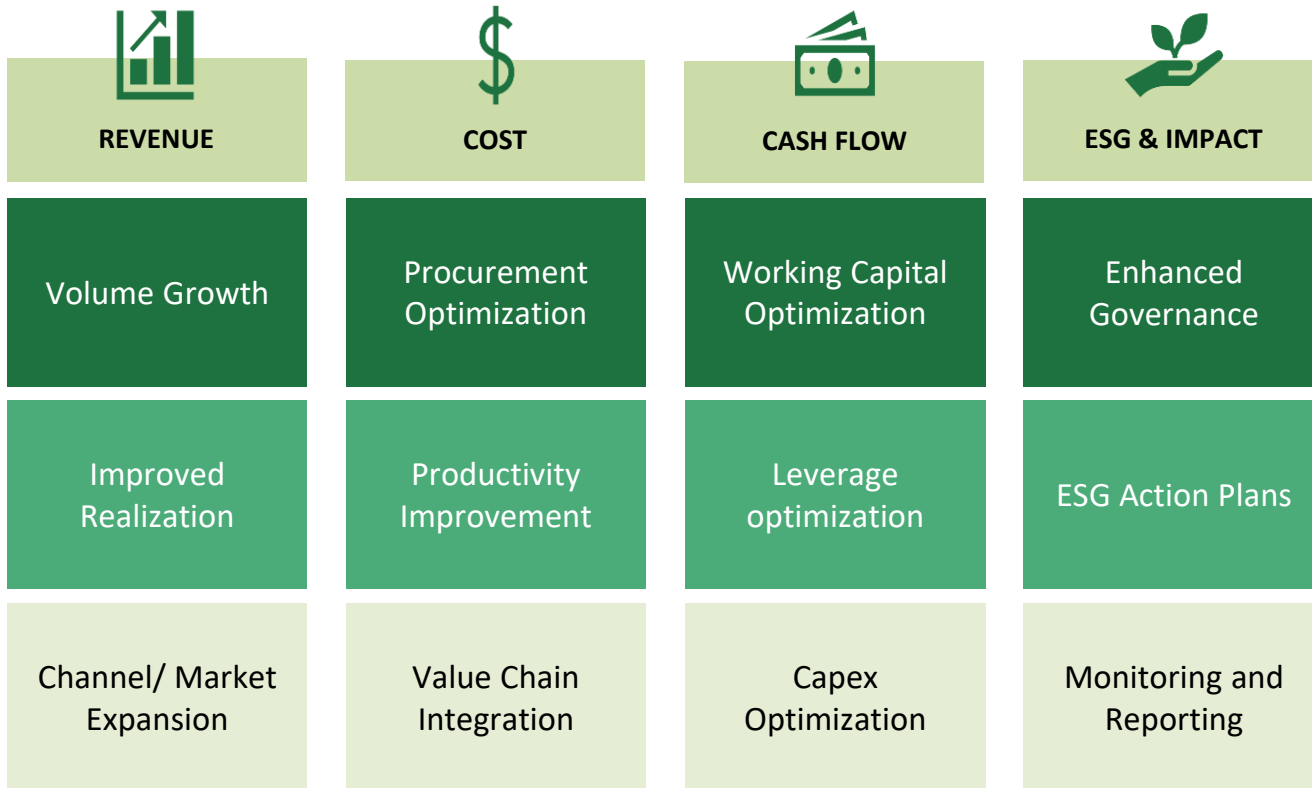 REVENUE
COST
CASH FLOW
ESG & IMPACT
Volume Growth
Procurement
Optimization
Working Capital
Optimization
Enhanced
Governance
Improved
Realization
Productivity
Improvement
Leverage
optimization
ESG Action Plans
Channel/ Market
Expansion
Value Chain
Integration
Capex
Optimization
Monitoring and
Reporting